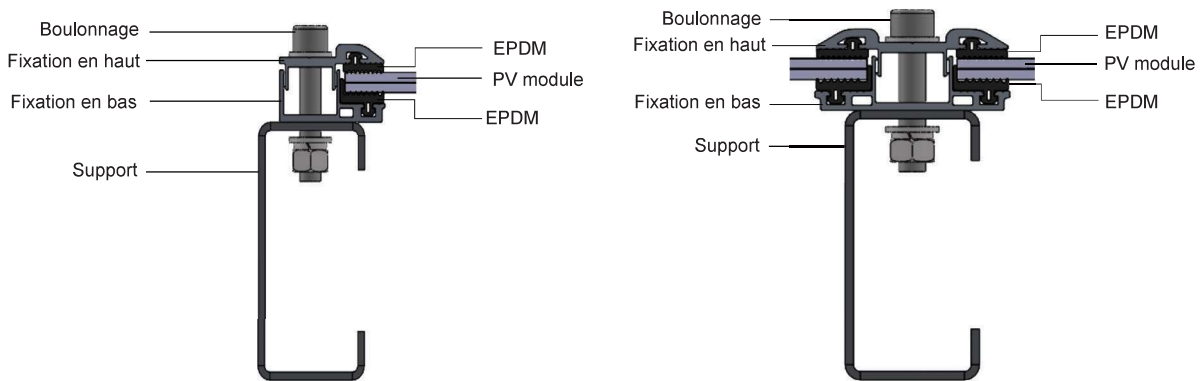 Boulonnage
Fixation en haut
Fixation en bas
Support
EPDM
PV module
EPDM
Boulonnage
Fixation en haut
Fixation en bas
Support
EPDM
PV module
EPDM